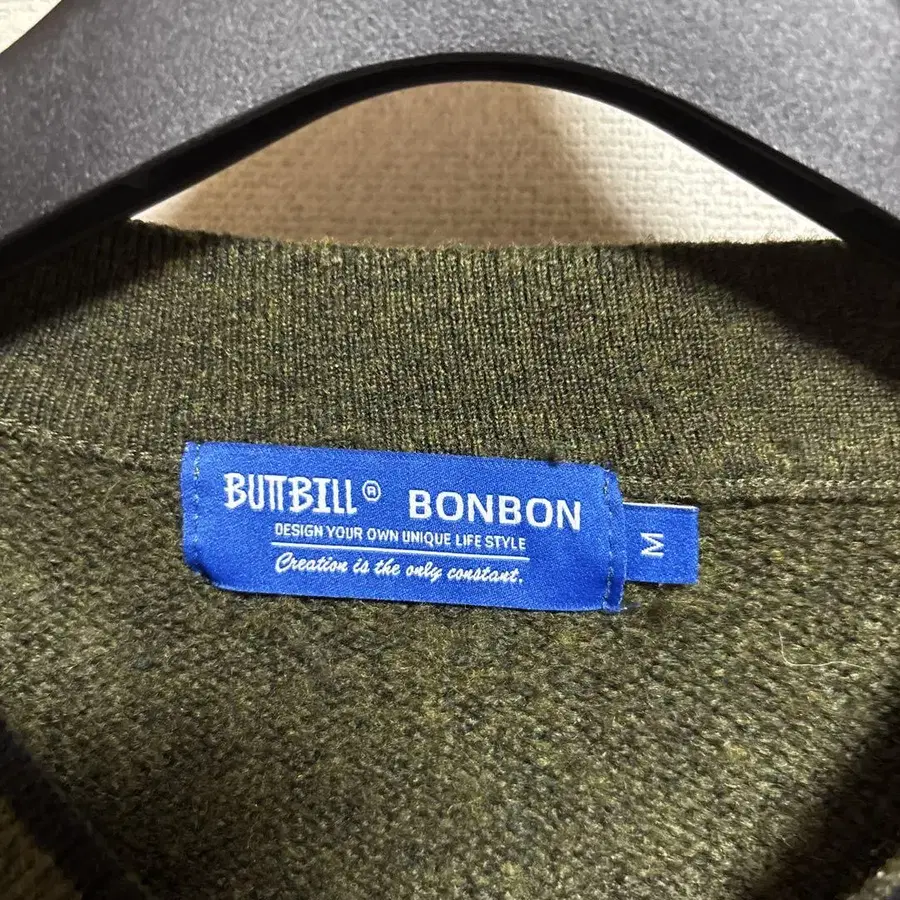 BUTTBILL® BONBON
DESIGN YOUR OWN UNIQUE LIFE STYLE
Creation is the only constant.
M